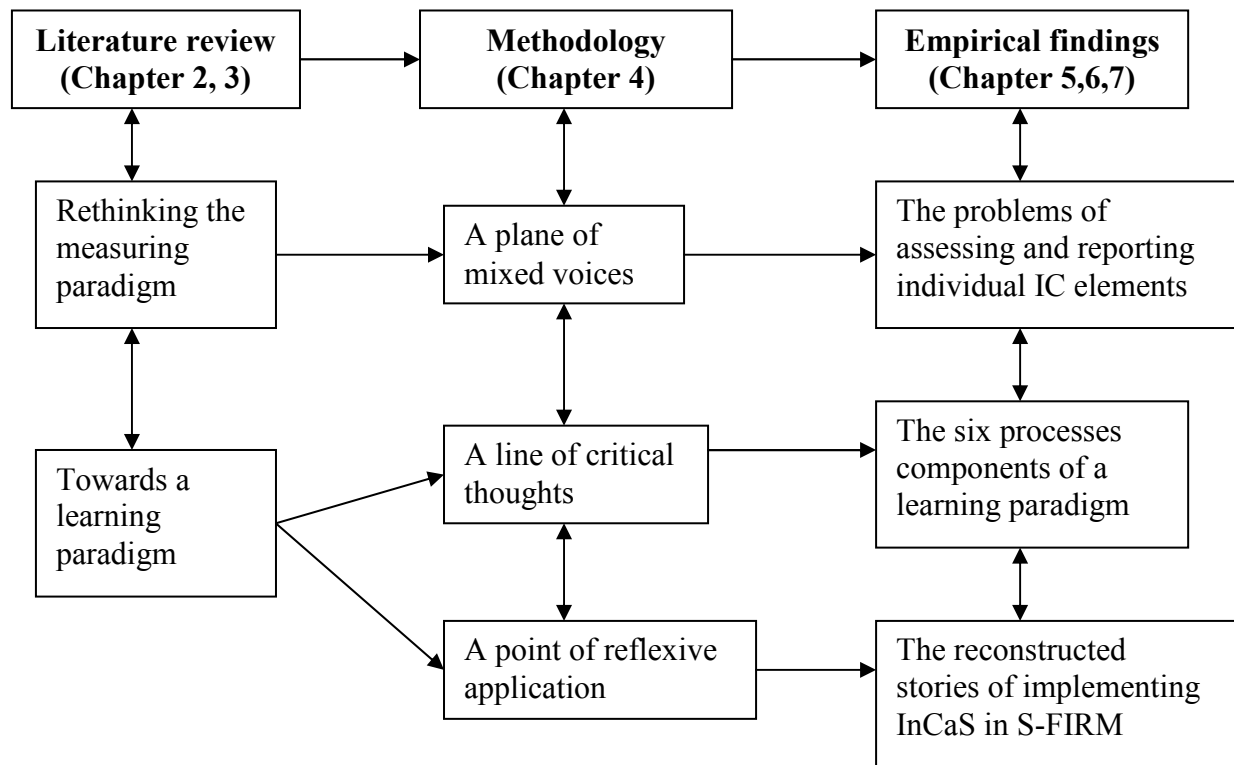 Literature review
(Chapter 2, 3)
Methodology
(Chapter 4)
Empirical findings
(Chapter 5,6,7)
Rethinking the
measuring
paradigm
A plane of
mixed voices
The problems of
assessing and reporting
individual IC elements
Towards a
learning
paradigm
A line of critical
thoughts
The six processes
components of a
learning paradigm
A point of reflexive
application
The reconstructed
stories of implementing
InCaS in S-FIRM